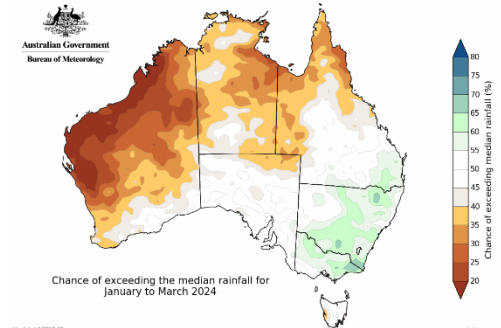 Australian Government
Bureau of Meteorology
80
75
70
65
60
55
50
45
40
35
30
25
20
Chance of exceeding median rainfall (%)
Chance of exceeding the median rainfall for
January to March 2024